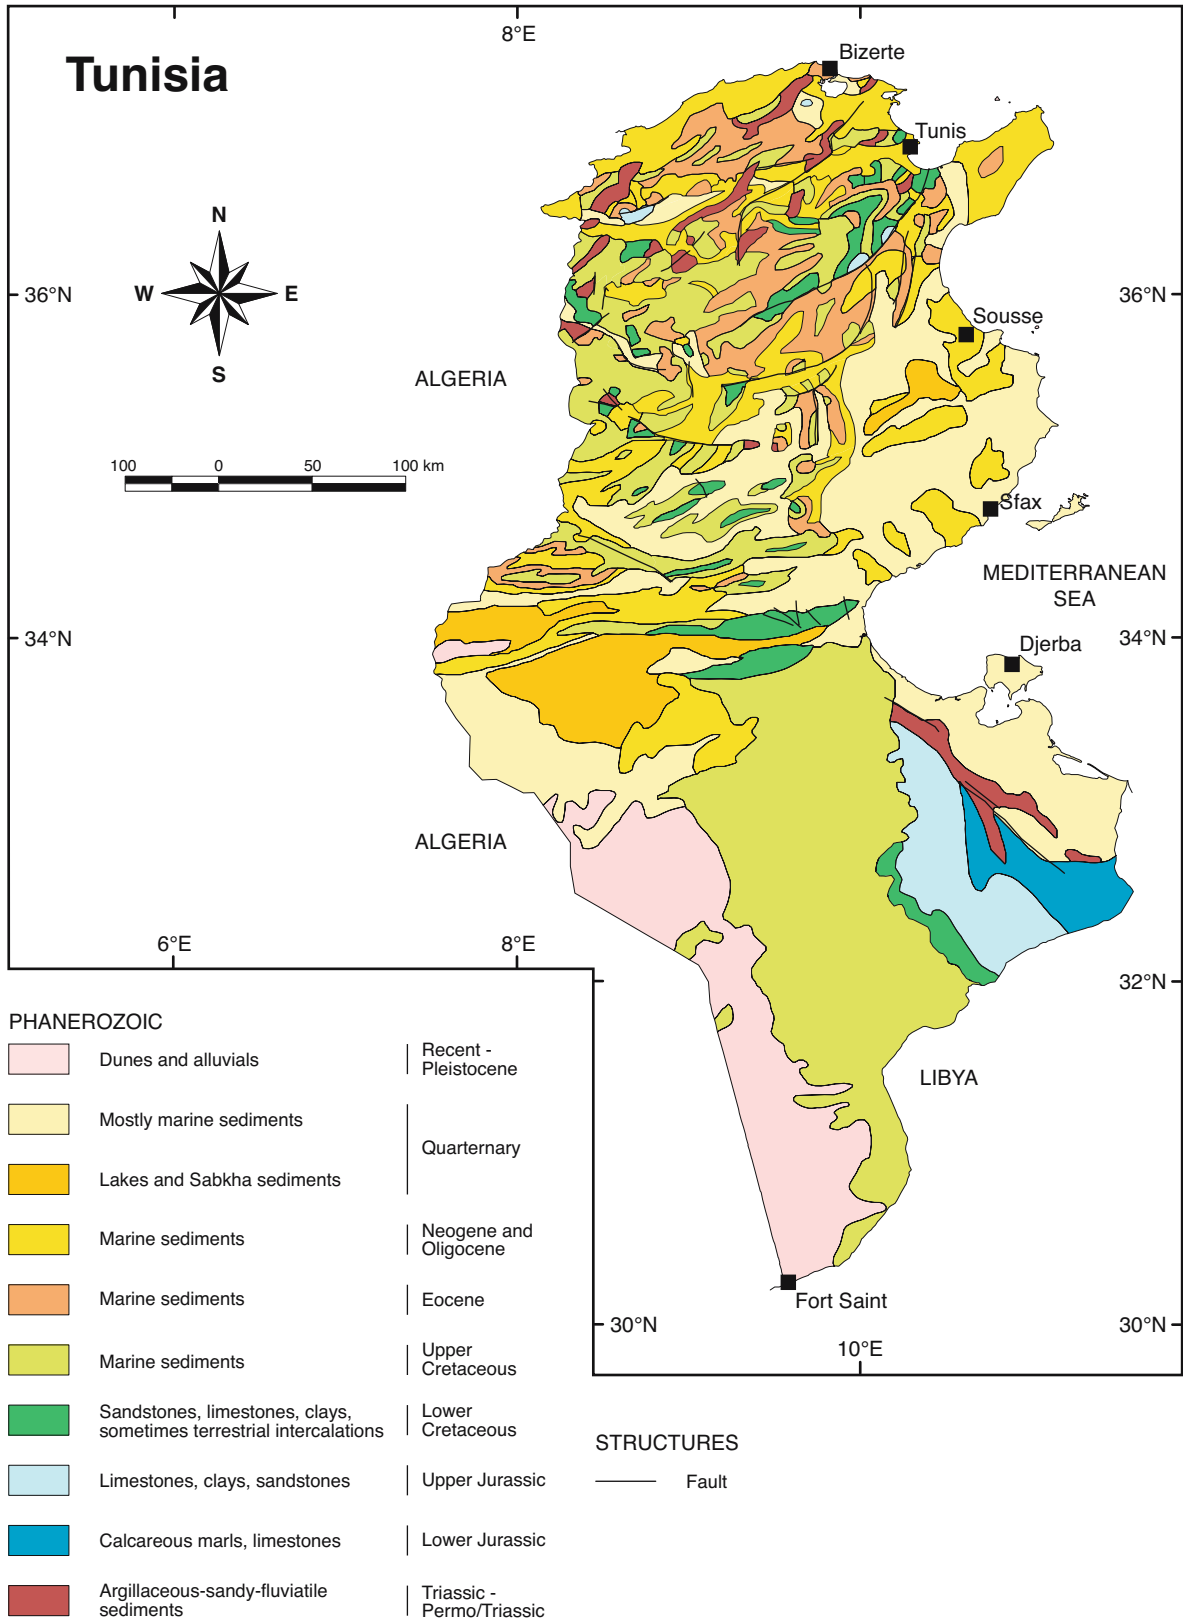 Tunisia
8°E
Bizerte
Tunis
N
W
E
S
36°N
36°N
Sousse
ALGERIA
100 0 50 100 km
Sfax
MEDITERRANEAN
SEA
34°N
34°N
Djerba
ALGERIA
6°E
8°E
32°N
LIBYA
Fort Saint
30°N
30°N
10°E
PHANEROZOIC
Dunes and alluvials
Recent -
Pleistocene
Mostly marine sediments
Quarternary
Lakes and Sabkha sediments
Marine sediments
Neogene and
Oligocene
Marine sediments
Eocene
Marine sediments
Upper
Cretaceous
Sandstones, limestones, clays,
sometimes terrestrial intercalations
Lower
Cretaceous
Limestones, clays, sandstones
Upper Jurassic
Calcareous marls, limestones
Lower Jurassic
Argillaceous-sandy-fluviatile
sediments
Triassic -
Permo/Triassic
STRUCTURES
Fault